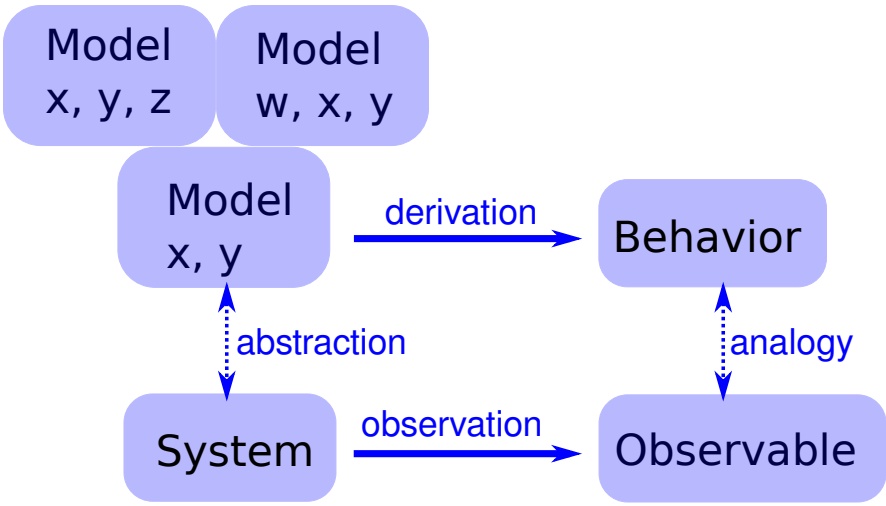 Model
x, y, z
Model
w, x, y
Model
x, y
derivation
Behavior
abstraction
analogy
System
observation
Observable